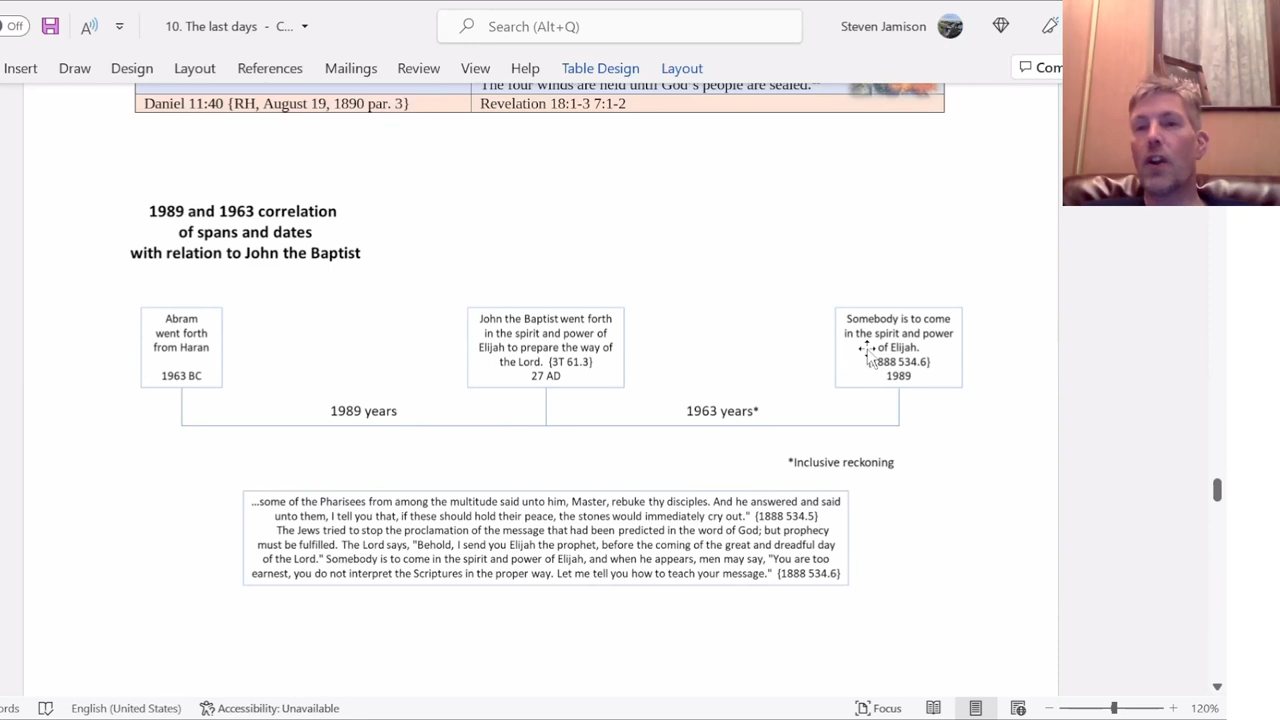 Off
10. The last days - C...
Search (Alt+Q)
Steven Jamison
Insert Draw Design Layout References Mailings Review View Help Table Design Layout
Com
The four winds are held until God's people are sealed.
Daniel 11:40 {RH, August 19, 1890 par. 3} Revelation 18:1-3 7:1-2
1989 and 1963 correlation
of spans and dates
with relation to John the Baptist
Abram
went forth
from Haran
1963 BC
John the Baptist went forth
in the spirit and power of
Elijah to prepare the way of
the Lord. {3T 61.3}
27 AD
Somebody is to come
in the spirit and power
of Elijah.
{1888 534.6}
1989
1989 years
1963 years*
*Inclusive reckoning
...some of the Pharisees from among the multitude said unto him, Master, rebuke thy disciples. And he answered and said
unto them, I tell you that, if these should hold their peace, the stones would immediately cry out." {1888 534.5}
The Jews tried to stop the proclamation of the message that had been predicted in the word of God; but prophecy
must be fulfilled. The Lord says, "Behold, I send you Elijah the prophet, before the coming of the great and dreadful day
of the Lord." Somebody is to come in the spirit and power of Elijah, and when he appears, men may say, "You are too
earnest, you do not interpret the Scriptures in the proper way. Let me tell you how to teach your message." {1888 534.6}
ords English (United States) Accessibility: Unavailable Focus 120%